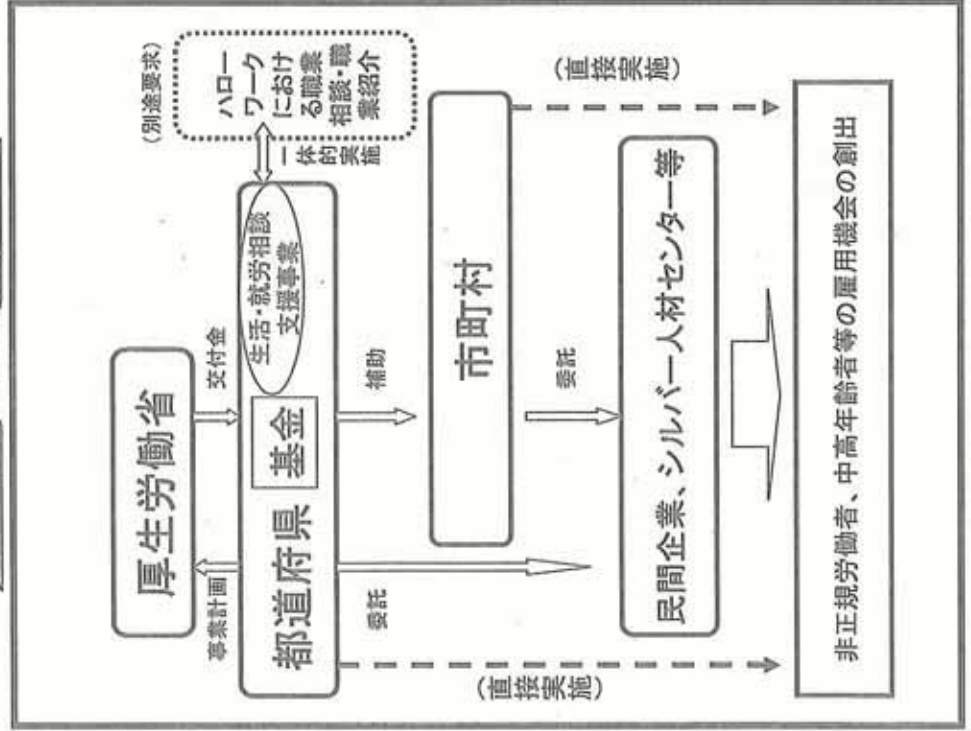 厚生労働省
事業計画
交付金
都道府県
基金
生活・就労相談
支援事業
一体的
実施
(別途要求)
ハロー
ワーク
におけ
る職業
相談・職
業紹介
委託
補助
市町村
委託
(直接実施)
(直接実施)
民間企業、シルバー人材センター等
非正規労働者、中高年齢者等の雇用機会の創出